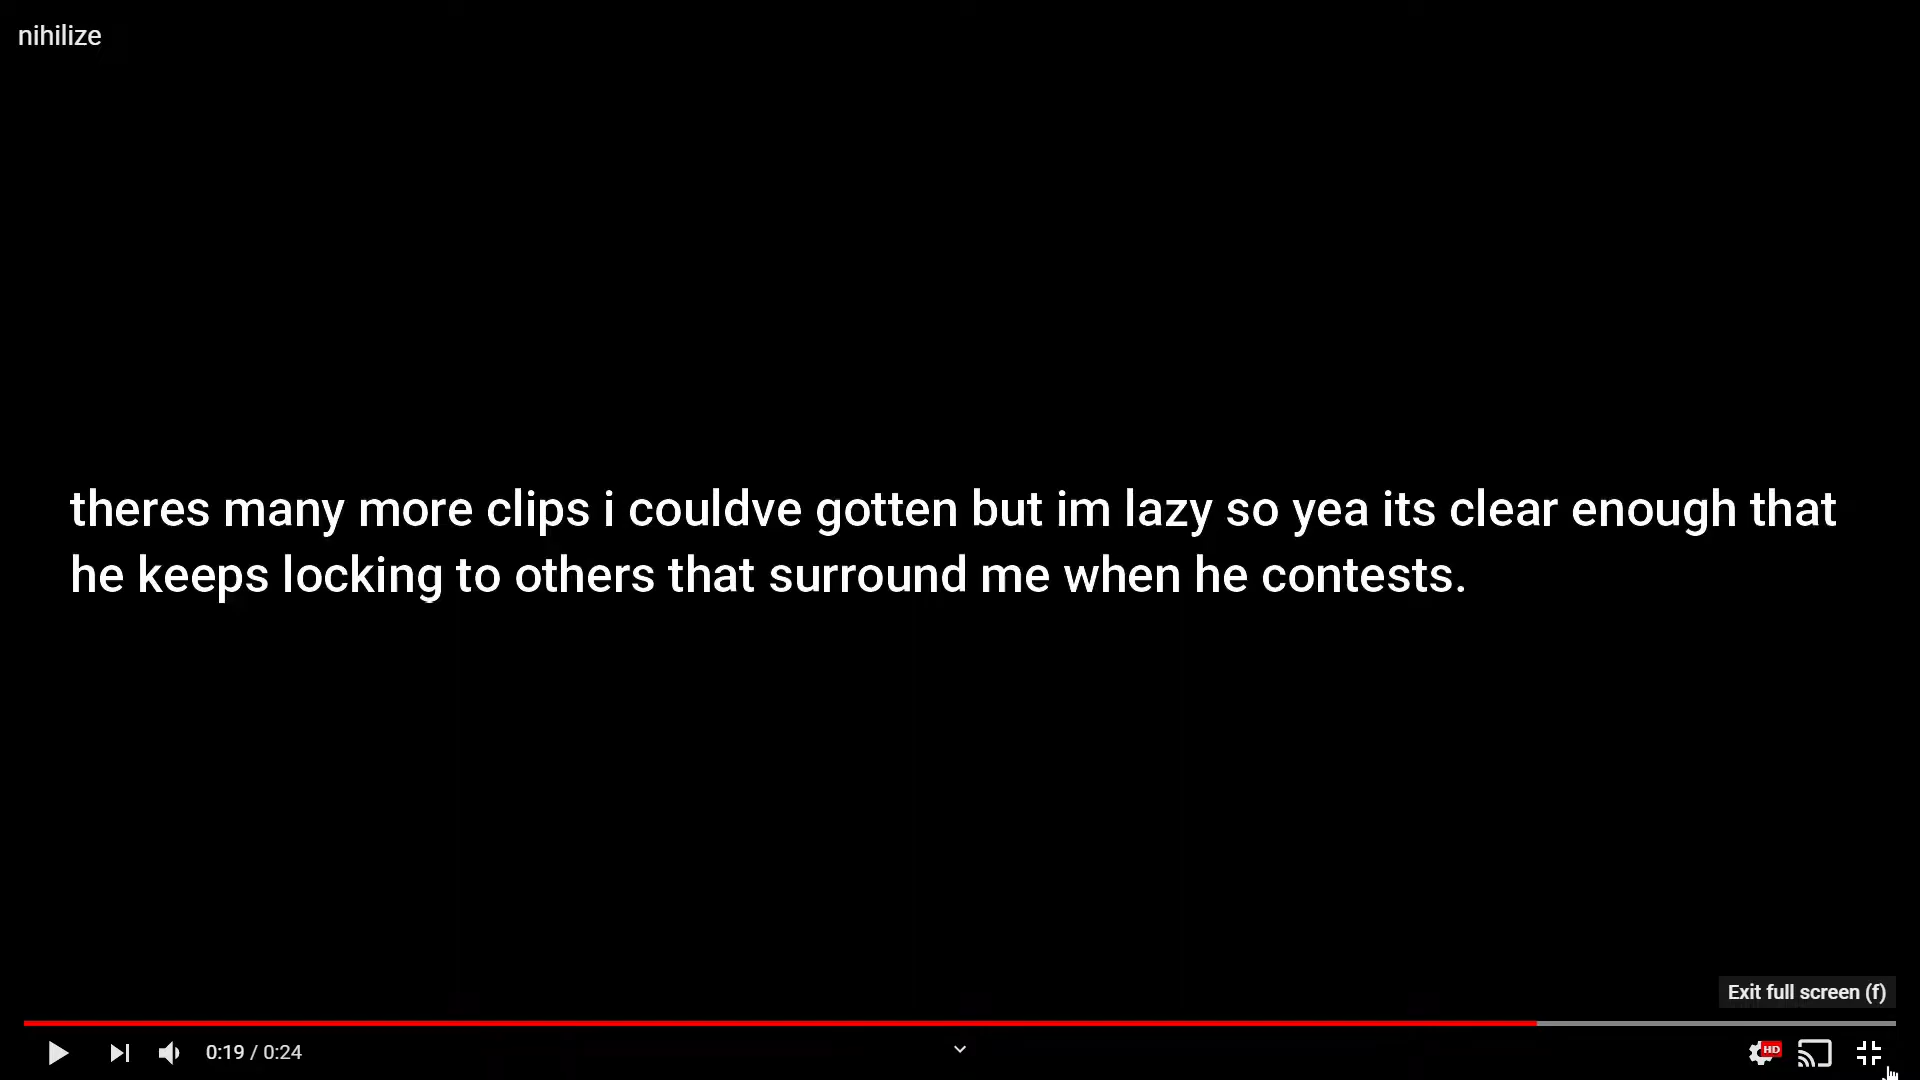 nihilize
theres many more clips i couldve gotten but im lazy so yea its clear enough that
he keeps locking to others that surround me when he contests.
Exit full screen (f)
0:19 / 0:24
HD